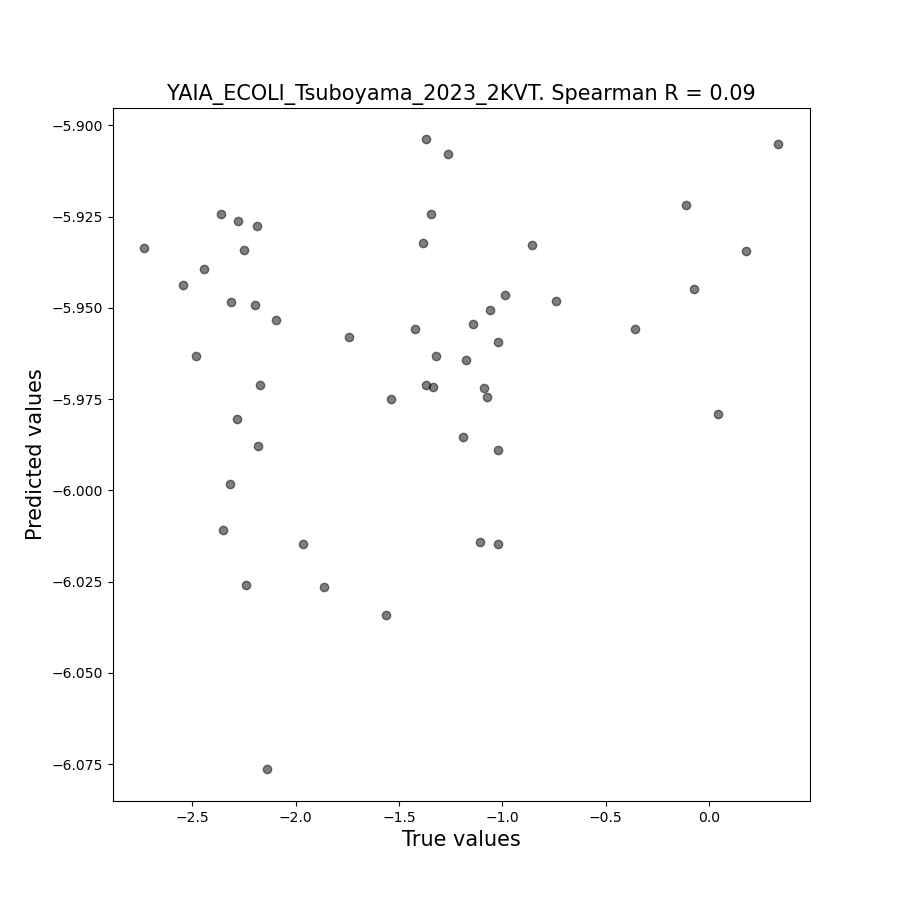 YAIA_ECOLI_Tsuboyama_2023_2KVT. Spearman R = 0.09
−5.900
−5.925
−5.950
−5.975
−6.000
−6.025
−6.050
−6.075
Predicted values
−2.5 −2.0 −1.5 −1.0 −0.5 0.0
True values